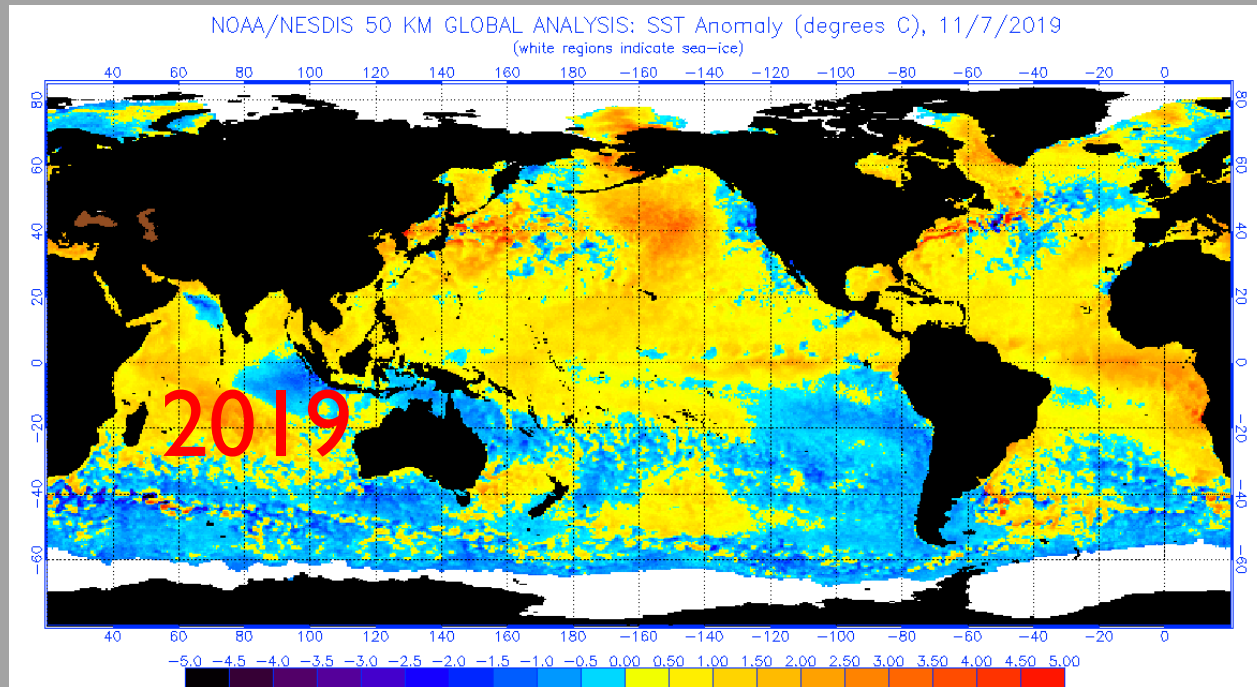 NOAA/NESDIS 50 KM GLOBAL ANALYSIS: SST Anomaly (degrees C), 11/7/2019
(white regions indicate sea-ice)
40 60 80 100 120 140 160 180 -160 -140 -120 -100 -80 -60 -40 -20 0
80 80
60 60
40 40
20 20
0 0
2019
-20 -20
-40 -40
-60 -60
40 60 80 100 120 140 160 180 -160 -140 -120 -100 -80 -60 -40 -20 0
-5.0 -4.5 -4.0 -3.5 -3.0 -2.5 -2.0 -1.5 -1.0 -0.5 0.00 0.50 1.00 1.50 2.00 2.50 3.00 3.50 4.00 4.50 5.00